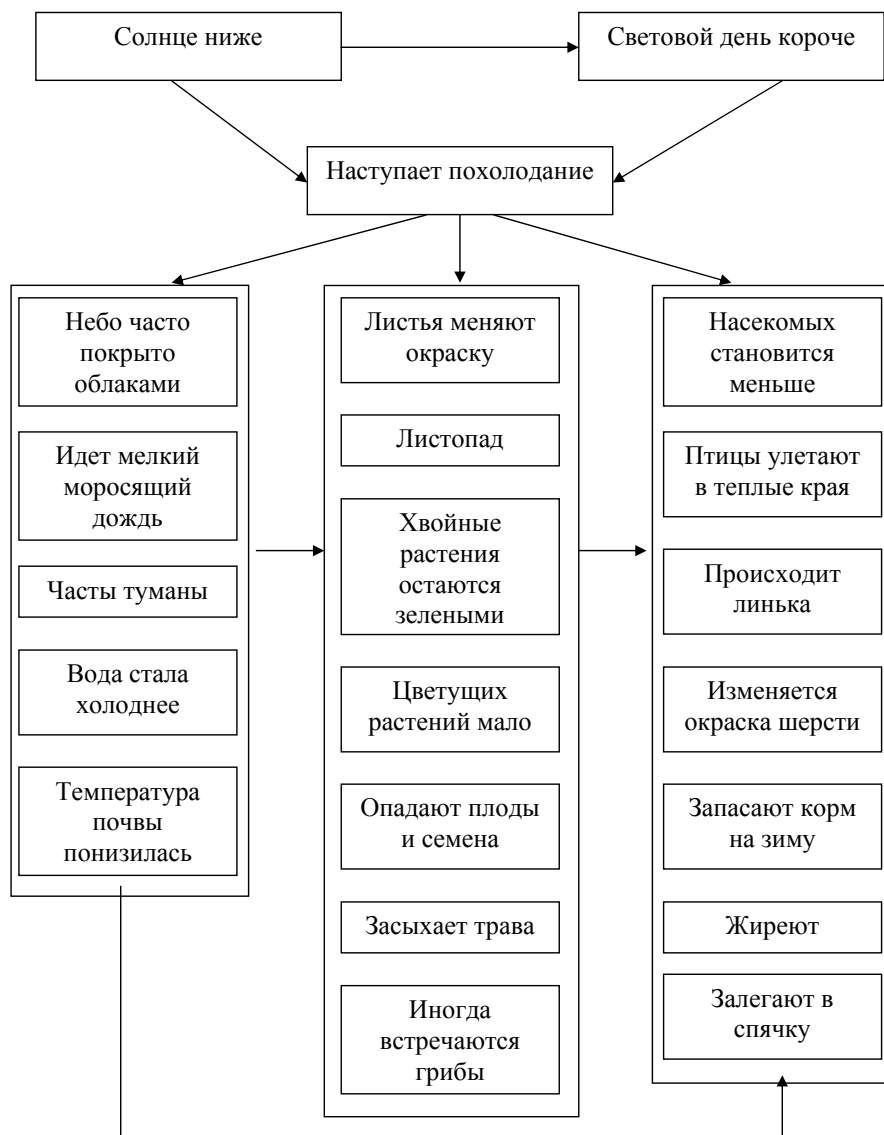 Солнце ниже
Световой день короче
Наступает похолодание
Небо часто
покрыто
облаками
Идет мелкий
моросящий
дождь
Часты туманы
Вода стала
холоднее
Температура
почвы
понизилась
Листья меняют
окраску
Листопад
Хвойные
растения
остаются
зелеными
Цветущих
растений мало
Опадают плоды
и семена
Засыхает трава
Иногда
встречаются
грибы
Насекомых
становится
меньше
Птицы улетают
в теплые края
Происходит
линька
Изменяется
окраска шерсти
Запасают корм
на зиму
Жиреют
Залегают в
спячку